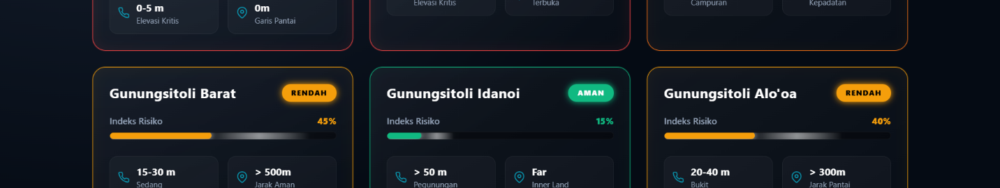 0-5 m
Elevasi Kritis
0m
Garis Pantai
Elevasi Kritis
Terbuka
Campuran
Kepadatan
Gunungsitoli Barat
RENDAH
Indeks Risiko
45%
15-30 m
Sedang
> 500m
Jarak Aman
Gunungsitoli Idanoi
AMAN
Indeks Risiko
15%
> 50 m
Pegunungan
Far
Inner Land
Gunungsitoli Alo'oa
RENDAH
Indeks Risiko
40%
20-40 m
Bukit
> 300m
Jarak Pantai